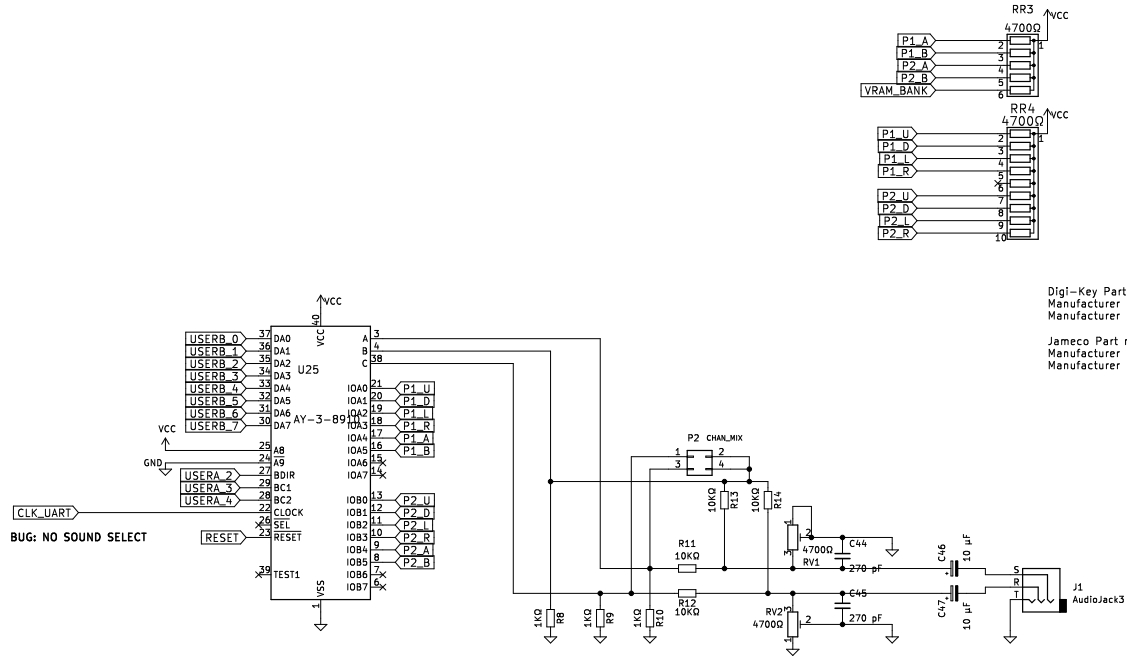 RR3
VCC
4700Ω
P1_A
1
2
P1_B
3
P2_A
4
P2_B
5
VRAM_BANK
6
RR4
VCC
4700Ω
P1_U
1
2
P1_D
3
P1_L
4
P1_R
5
6
P2_U
7
P2_D
8
P2_L
9
P2_R
10
Digi-Key Part
Manufacturer
Manufacturer
Jameco Part
Manufacturer
Manufacturer
VCC
40
VCC
USERB_0 37 DA0
USERB_1 36 DA1
USERB_2 35 DA2
USERB_3 34 DA3
USERB_4 33 DA4
USERB_5 32 DA5
USERB_6 31 DA6
USERB_7 30 DA7
VCC
25 A8
GND 24 A9
USERA_2 27 BDIR
USERA_3 29 BC1
USERA_4 28 BC2
CLK_UART 22 CLOCK
26 SEL
BUG: NO SOUND SELECT
RESET 23 RESET
39 TEST1
VSS
1
U25
AY-3-8910
A 3
B 4
C 38
IOA0 21 P1_U
IOA1 20 P1_D
IOA2 19 P1_L
IOA3 18 P1_R
IOA4 17 P1_A
IOA5 16 P1_B
IOA6 15
IOA7 14
IOB0 13 P2_U
IOB1 12 P2_D
IOB2 11 P2_L
IOB3 10 P2_R
IOB4 9 P2_A
IOB5 8 P2_B
IOB6 7
IOB7 6
P2 CHAN_MIX
1 2
3 4
10KΩ R13
10KΩ R14
R11
10KΩ
R12
10KΩ
1KΩ R8
1KΩ R9
1KΩ R10
1
2
3
4700Ω
RV1
C44
270 pF
RV2
4700Ω
3
2
1
C45
270 pF
C46
10 µF
C47
10 µF
S
R
T
J1
AudioJack3